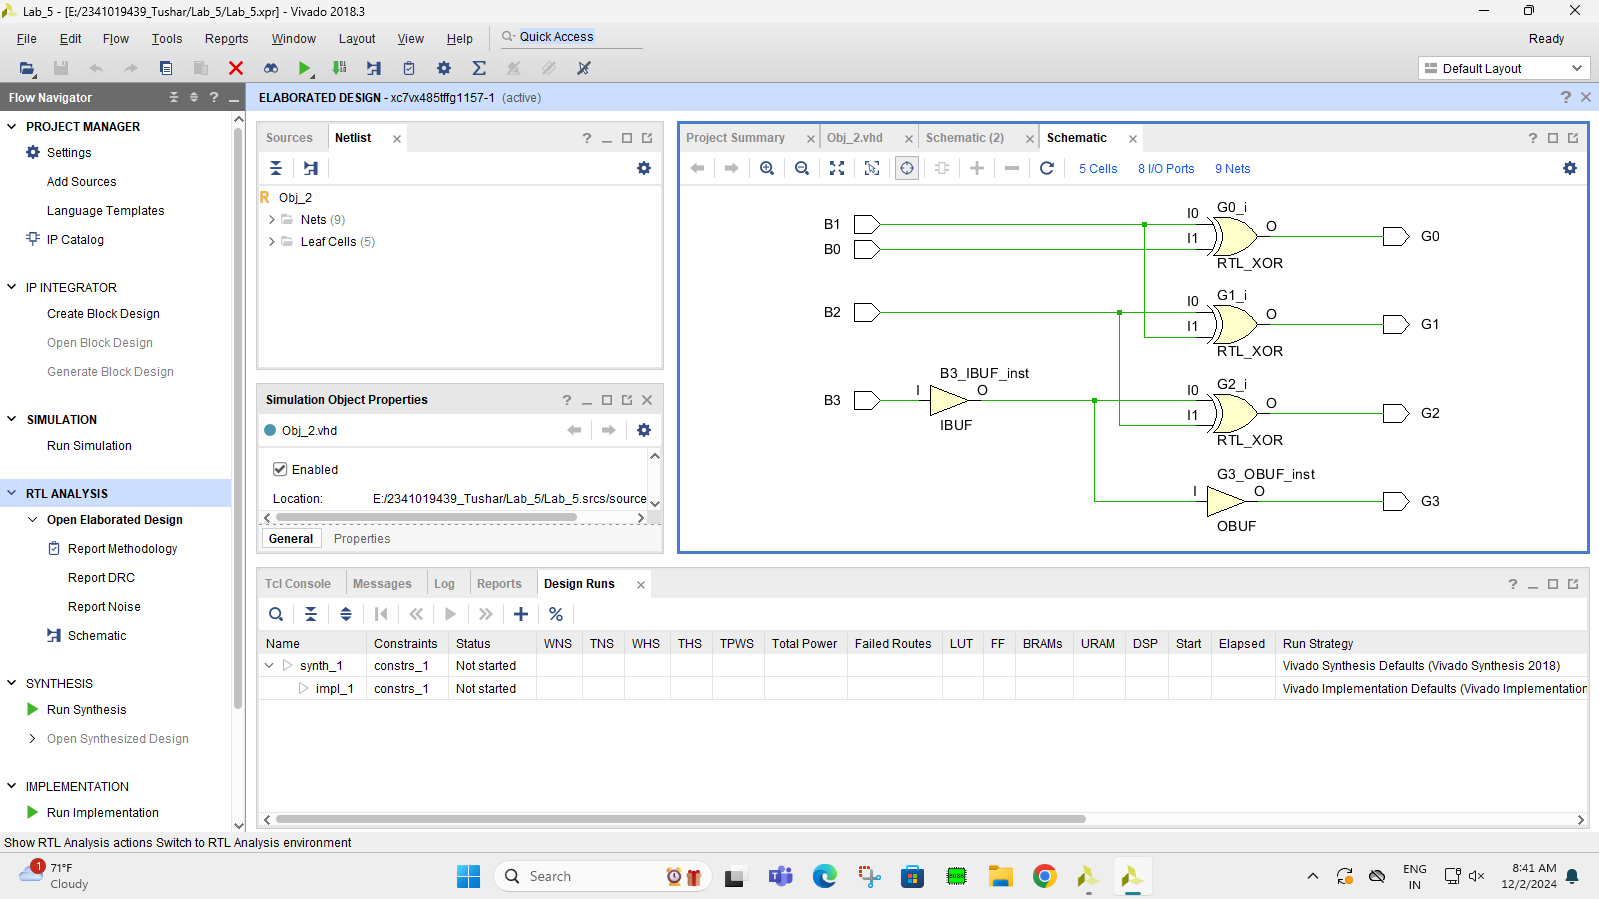 Lab_5 - [E:/2341019439_Tushar/Lab_5/Lab_5.xpr] - Vivado 2018.3
File Edit Flow Tools Reports Window Layout View Help Quick Access Ready
Default Layout
Flow Navigator
ELABORATED DESIGN - xc7vx485tffg1157-1 (active)
PROJECT MANAGER
Settings
Add Sources
Language Templates
IP Catalog
IP INTEGRATOR
Create Block Design
Open Block Design
Generate Block Design
SIMULATION
Run Simulation
RTL ANALYSIS
Open Elaborated Design
Report Methodology
Report DRC
Report Noise
Schematic
SYNTHESIS
Run Synthesis
Open Synthesized Design
IMPLEMENTATION
Run Implementation
Sources Netlist
Obj_2
Nets (9)
Leaf Cells (5)
Simulation Object Properties
Obj_2.vhd
Enabled
Location: E:/2341019439_Tushar/Lab_5/Lab_5.srcs/source
General Properties
Project Summary Obj_2.vhd Schematic (2) Schematic
5 Cells 8 I/O Ports 9 Nets
G0_i
B1 I0 O
G0
B0 I1
RTL_XOR
G1_i
B2 I0 O
G1
I1
RTL_XOR
B3_IBUF_inst G2_i
B3 I O I0 O
G2
I1
IBUF RTL_XOR
G3_OBUF_inst
I O
G3
OBUF
Tcl Console Messages Log Reports Design Runs
Name Constraints Status WNS TNS WHS THS TPWS Total Power Failed Routes LUT FF BRAMs URAM DSP Start Elapsed Run Strategy
synth_1 constrs_1 Not started Vivado Synthesis Defaults (Vivado Synthesis 2018)
impl_1 constrs_1 Not started Vivado Implementation Defaults (Vivado Implementation
Show RTL Analysis actions Switch to RTL Analysis environment
1
71°F
Cloudy
Search
8086
ENG
IN
8:41 AM
12/2/2024